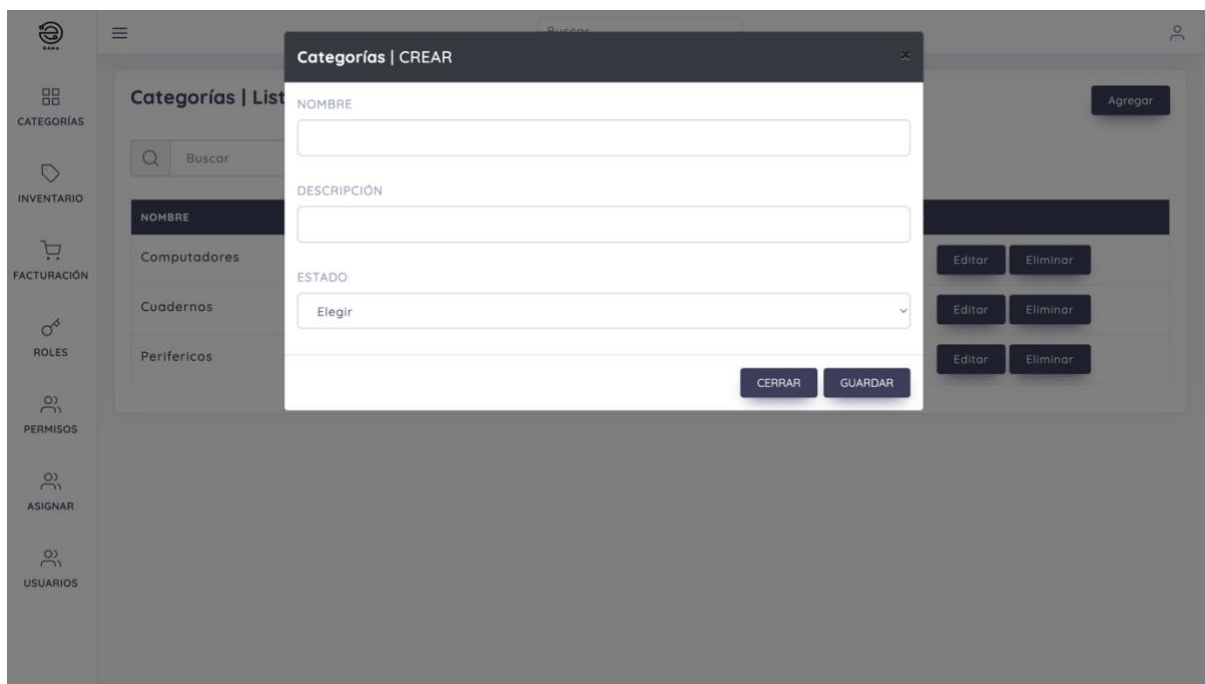 Buscar
Categorías | CREAR
×
Categorías | List
Agregar
NOMBRE
Buscar
DESCRIPCIÓN
NOMBRE
Computadores
Editar
Eliminar
ESTADO
Elegir
Cuadernos
Editar
Eliminar
Perifericos
Editar
Eliminar
CERRAR
GUARDAR
CATEGORÍAS
INVENTARIO
FACTURACIÓN
ROLES
PERMISOS
ASIGNAR
USUARIOS